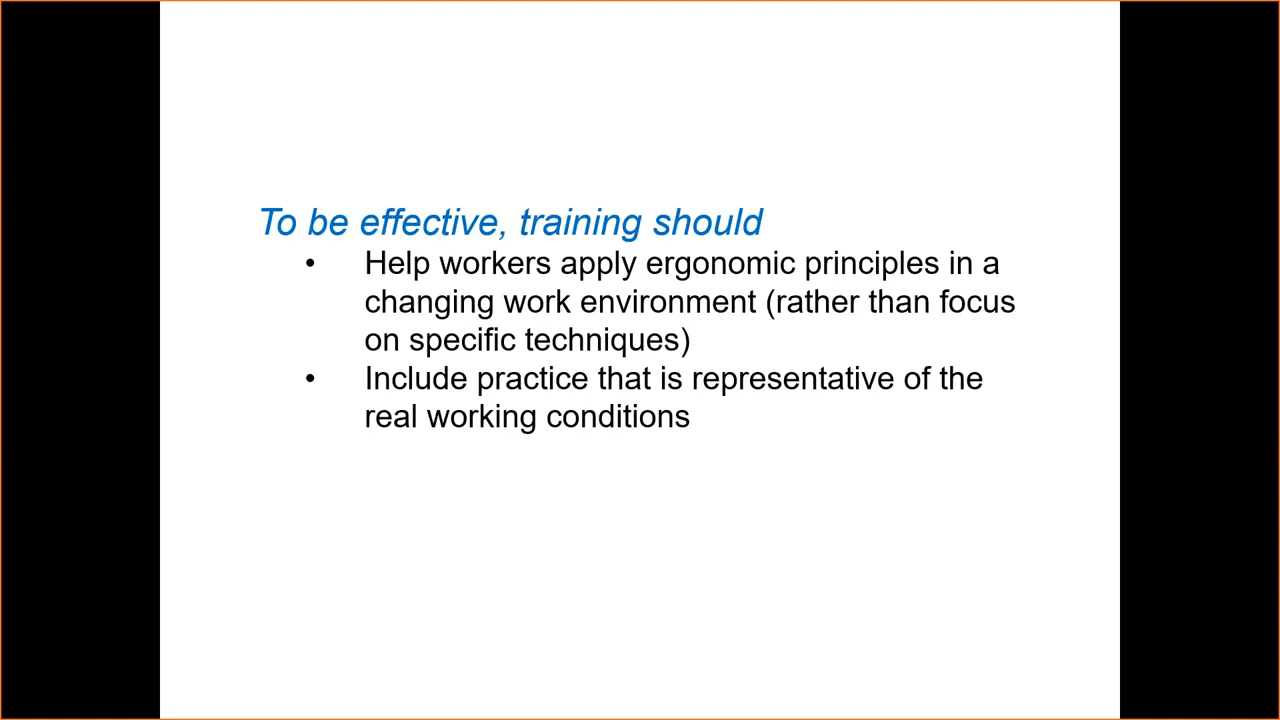 To be effective, training should
• Help workers apply ergonomic principles in a
changing work environment (rather than focus
on specific techniques)
• Include practice that is representative of the
real working conditions